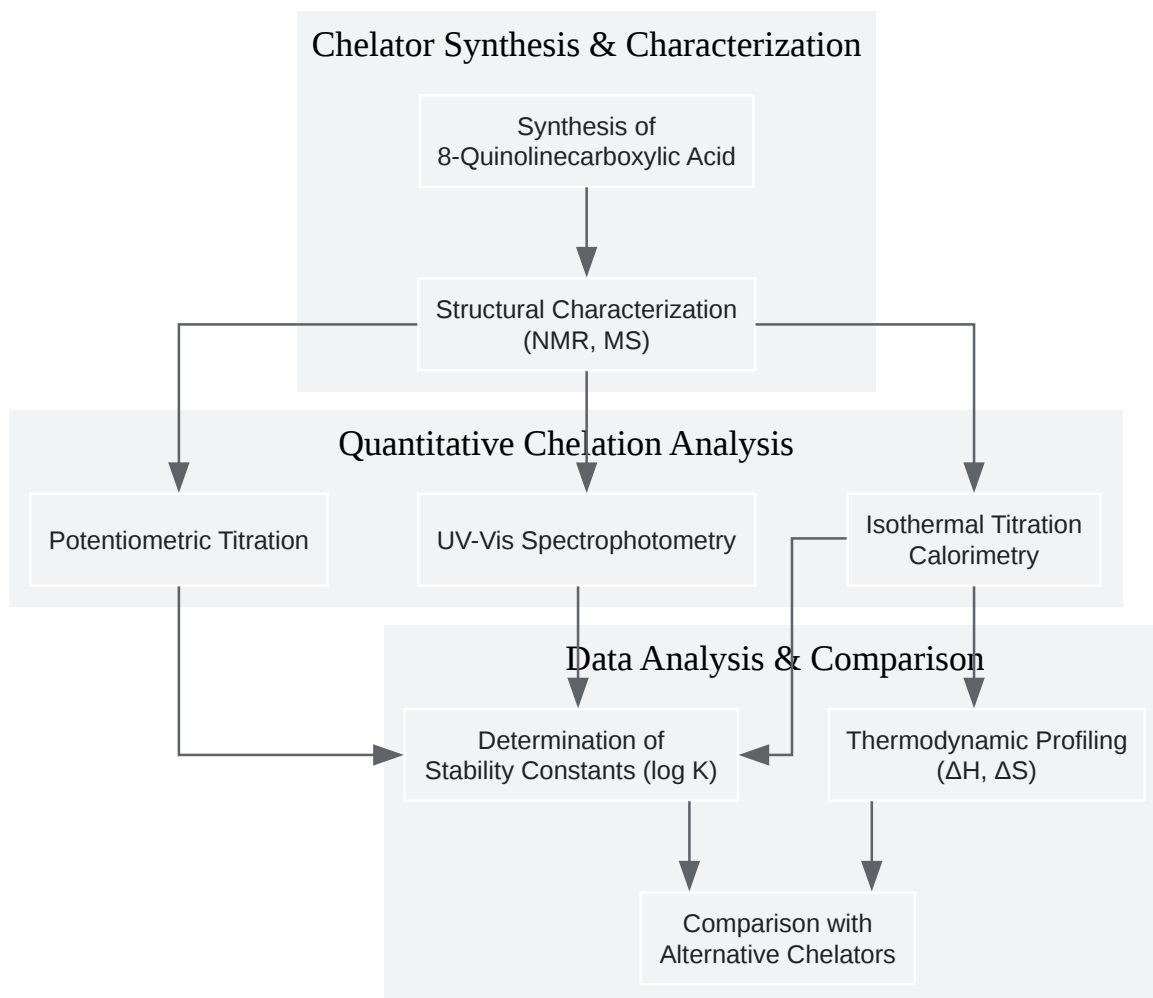 Chelator Synthesis & Characterization
Synthesis of
8-Quinolinecarboxylic Acid
Structural Characterization
(NMR, MS)
Quantitative Chelation Analysis
Potentiometric Titration
UV-Vis Spectrophotometry
Isothermal Titration
Calorimetry
Data Analysis & Comparison
Determination of
Stability Constants (log K)
Thermodynamic Profiling
(ΔH, ΔS)
Comparison with
Alternative Chelators